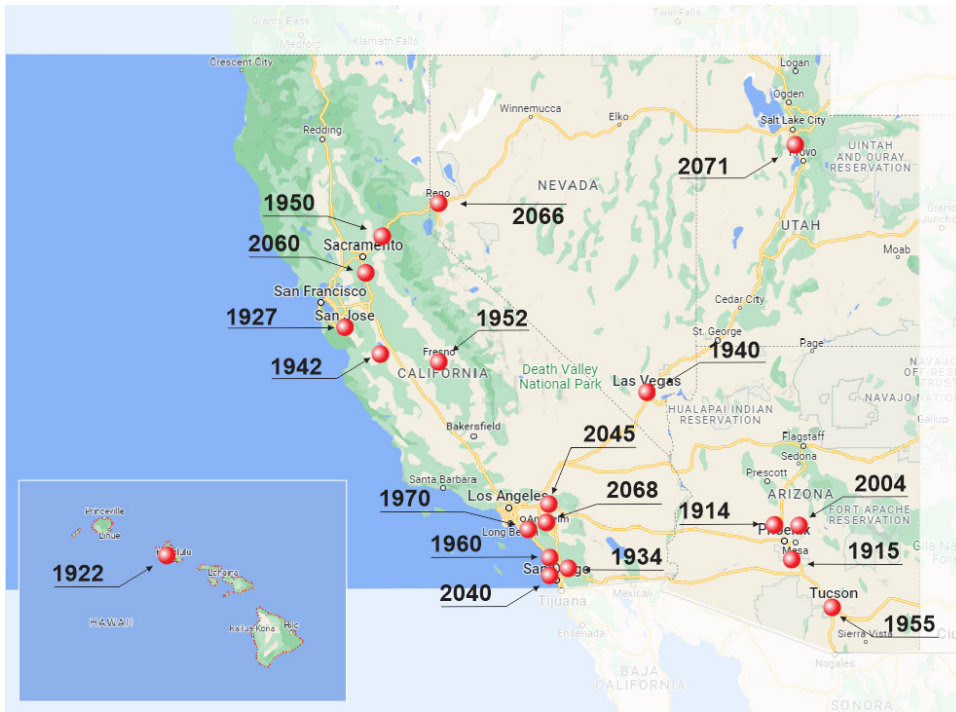 Grants Pass
Medford
Klamath Falls
Twin Falls
Crescent City
Logan
Ogden
Salt Lake City
Winnemucca
Elko
Redding
UINTAH
AND OURAY
RESERVATION
2071
NEVADA
Reno
2066
1950
Sacramento
2060
UTAH
Moab
San Francisco
San Jose
1927
Cedar City
1952
St. George
1940
Page
1942
Fresno
CALIFORNIA
Death Valley
National Park
Las Vegas
HUALAPAI INDIAN
RESERVATION
Gallup
Bakersfield
2045
Flagstaff
Sedona
Santa Barbara
Los Angeles
Prescott
ARIZONA
2004
1970
2068
1914
FORT APACHE
RESERVATION
Phoenix
Mesa
1915
1960
1934
San Diego
2040
Tijuana
Mexicali
Tucson
1955
Ensenada
Sierra Vista
Nogales
BAJA
CALIFORNIA
SONORA
Princeville
Lihue
1922
HAWAII
Kailua-Kona